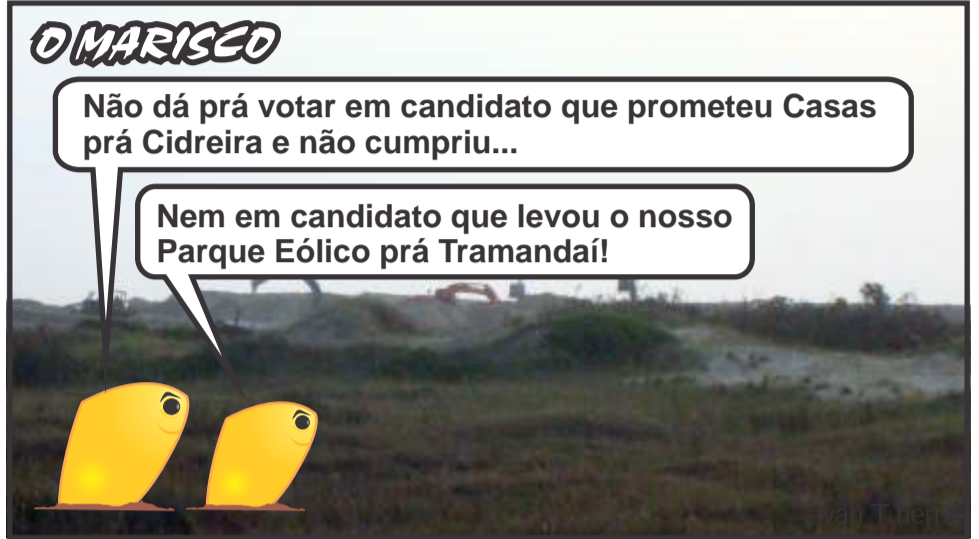 O MARISCO
Não dá prá votar em candidato que prometeu Casas
prá Cidreira e não cumpriu...
Nem em candidato que levou o nosso
Parque Eólico prá Tramandaí!